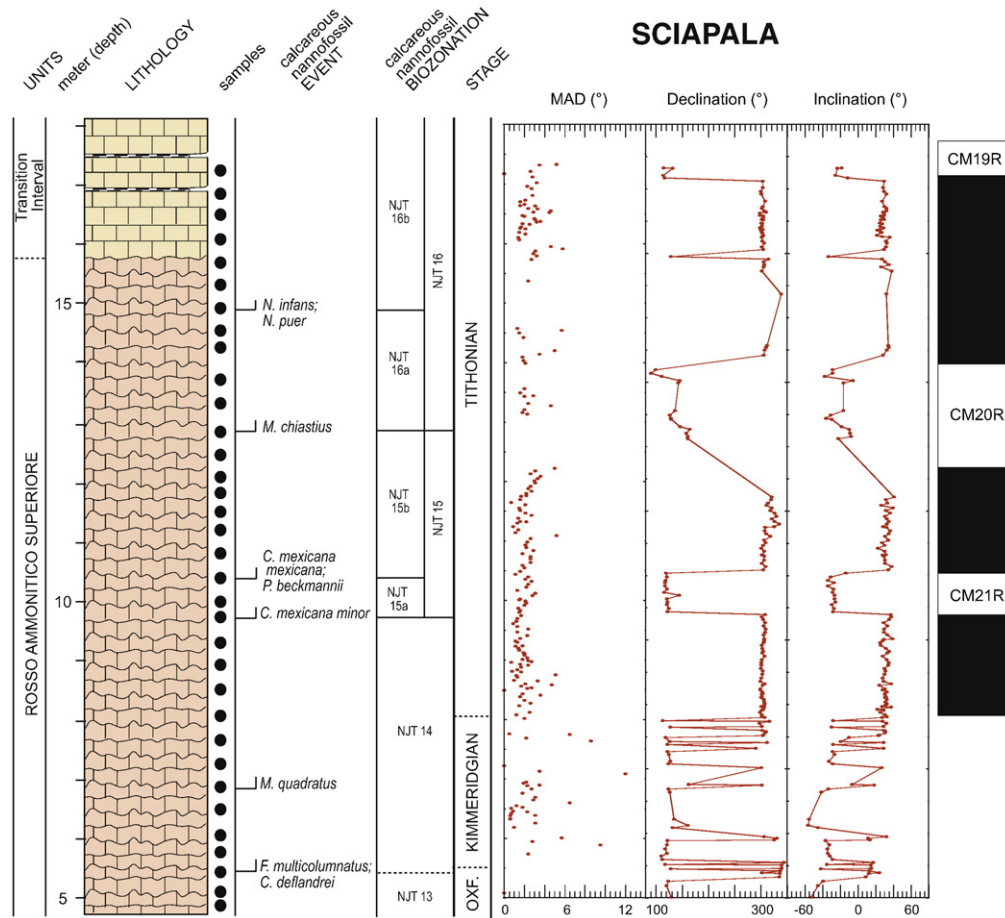 SCIAPALA
UNITS
meter (depth)
LITHOLOGY
samples
calcareous
nannofossil
EVENT
calcareous
nannofossil
BIOZONATION
STAGE
MAD (°)
Declination (°)
Inclination (°)
Transition
Interval
ROSSO AMMONITICO SUPERIORE
15
10
5
N. infans;
N. puer
M. chiastius
C. mexicana
mexicana;
P. beckmannii
C. mexicana minor
M. quadratus
F. multicolumnatus;
C. deflandrei
NJT
16b
NJT
16a
NJT 16
NJT
15b
NJT
15a
NJT 15
NJT 14
NJT 13
TITHONIAN
KIMMERIDGIAN
OXF.
CM19R
CM20R
CM21R
0 6 12
100 300
-60 0 60